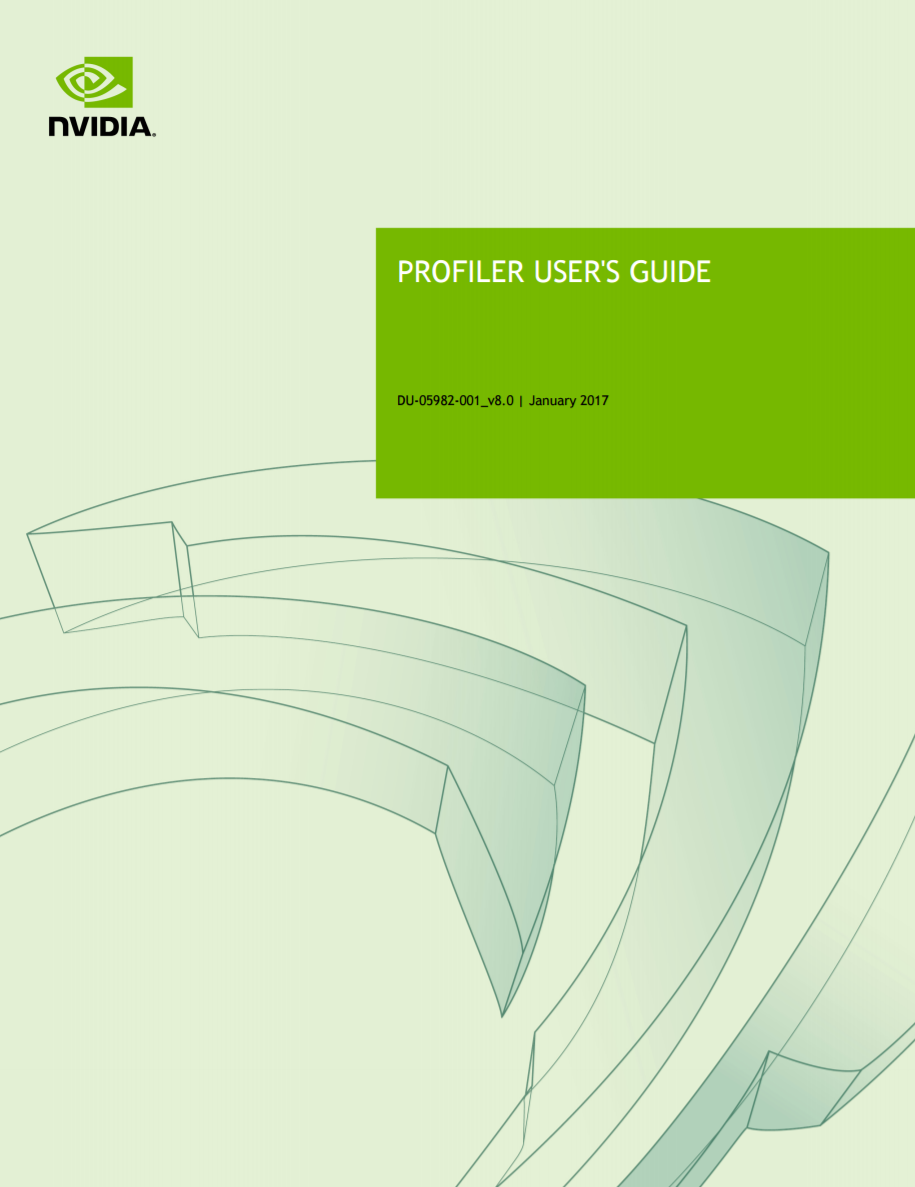 NVIDIA®
PROFILER USER'S GUIDE
DU-05982-001_v8.0 | January 2017